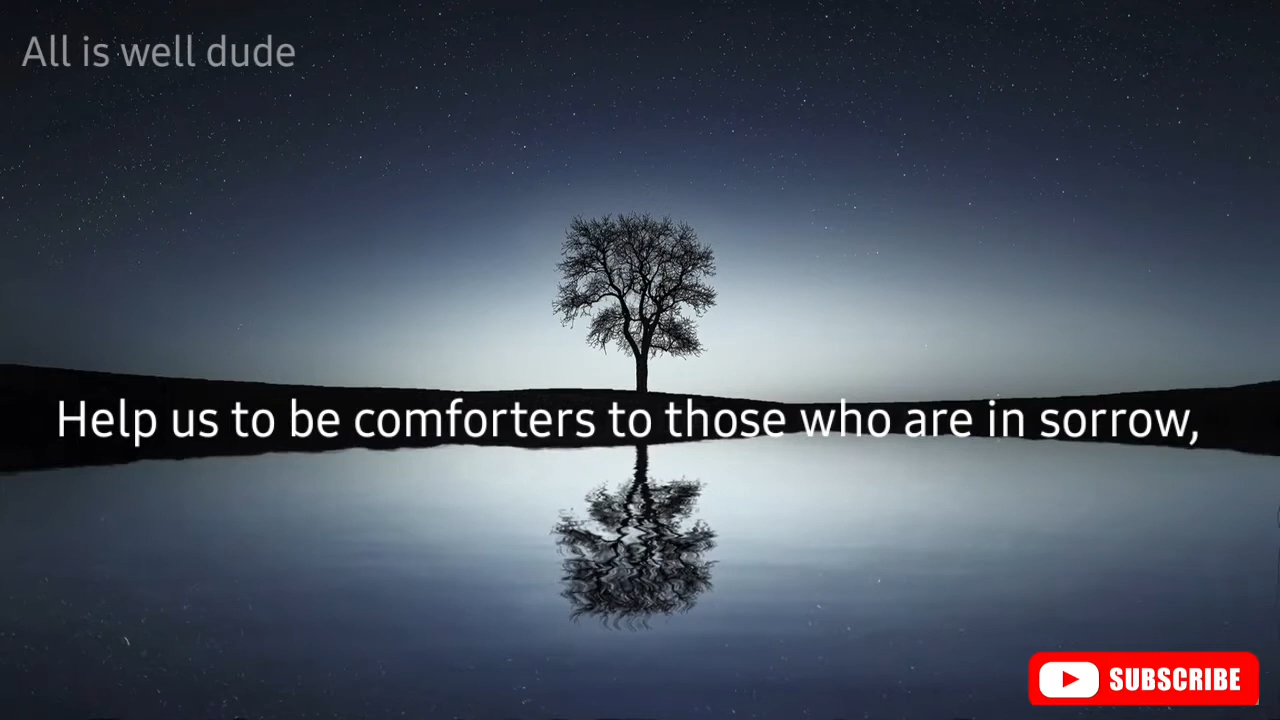 All is well dude
Help us to be comforters to those who are in sorrow,
SUBSCRIBE